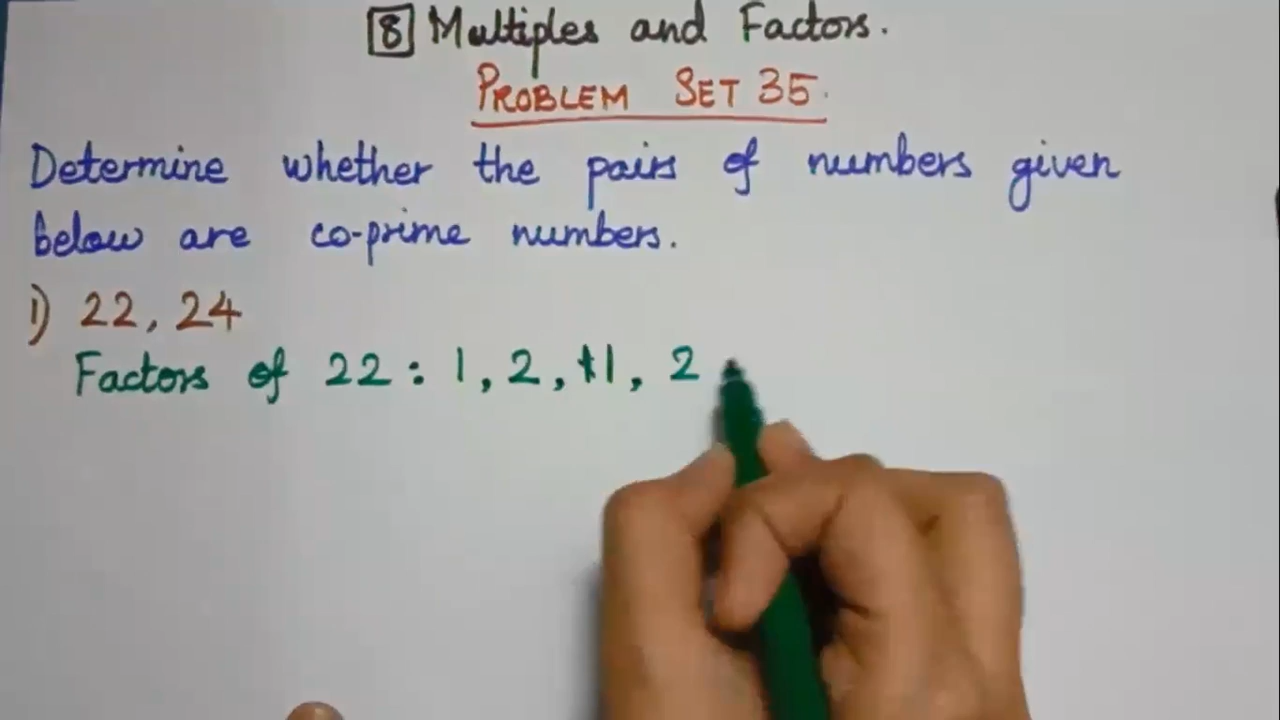 8 Multiples and Factors.
PROBLEM SET 35.
Determine whether the pairs of numbers given
below are co-prime numbers.
1) 22, 24
Factors of 22 : 1, 2, 11, 2